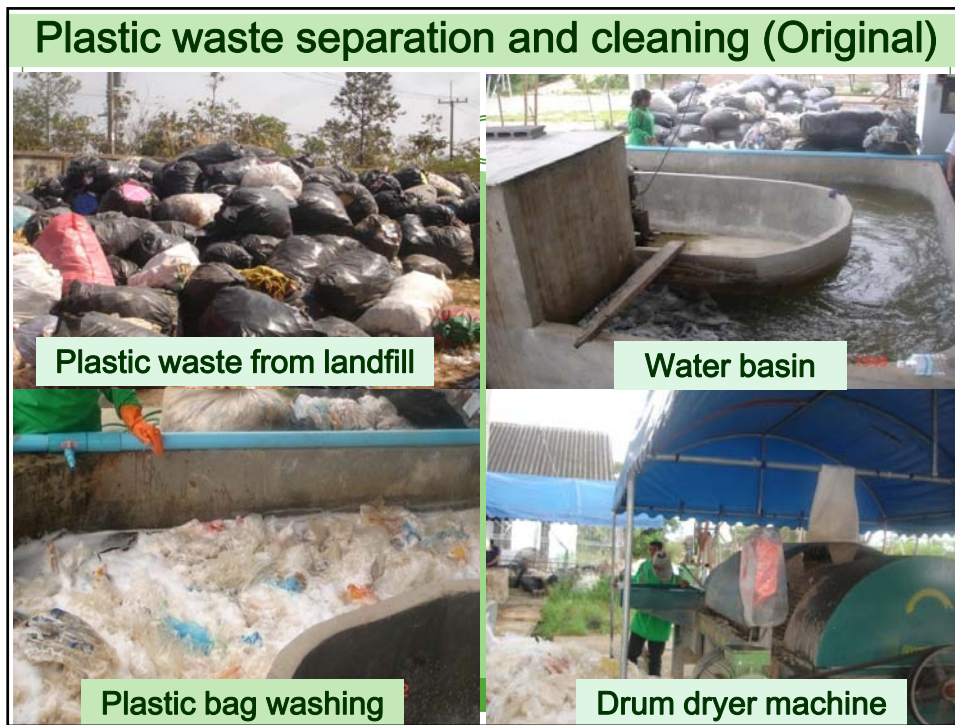 Plastic waste separation and cleaning (Original)
Plastic waste from landfill
Water basin
Plastic bag washing
Drum dryer machine